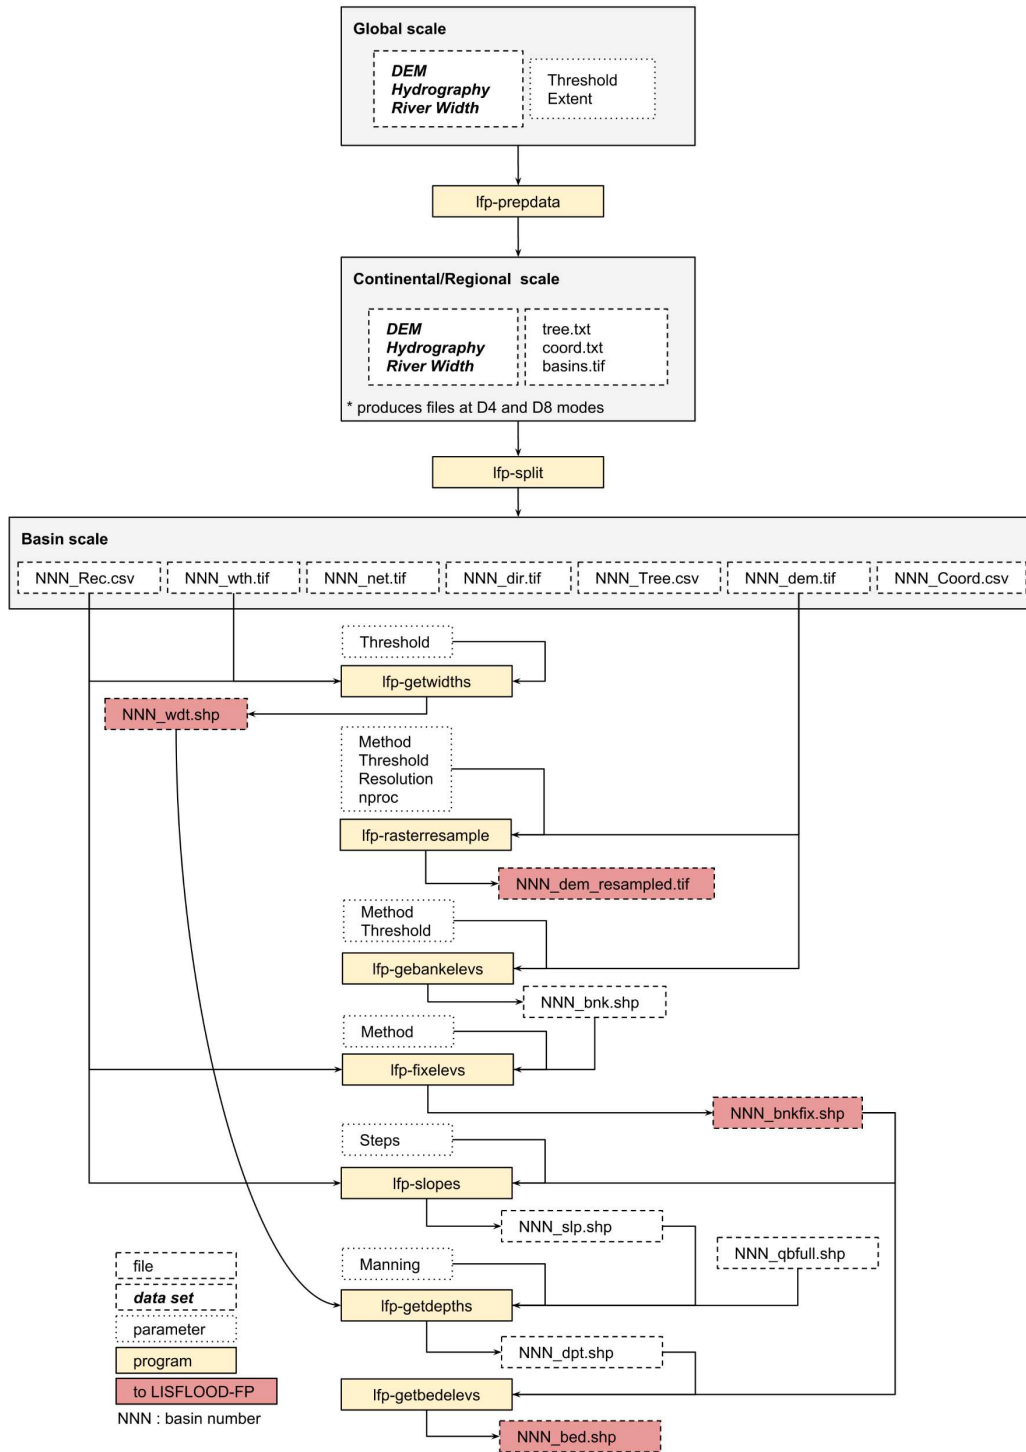 Global scale
DEM
Hydrography
River Width
Threshold
Extent
lfp-prepdata
Continental/Regional scale
DEM
Hydrography
River Width
tree.txt
coord.txt
basins.tif
* produces files at D4 and D8 modes
lfp-split
Basin scale
NNN_Rec.csv
NNN_wth.tif
NNN_net.tif
NNN_dir.tif
NNN_Tree.csv
NNN_dem.tif
NNN_Coord.csv
Threshold
lfp-getwidths
NNN_wdt.shp
Method
Threshold
Resolution
nproc
lfp-rasterresample
NNN_dem_resampled.tif
Method
Threshold
lfp-gebankelevs
NNN_bnk.shp
Method
lfp-fixelevs
NNN_bnkfix.shp
Steps
lfp-slopes
NNN_slp.shp
NNN_qbfull.shp
Manning
lfp-getdepths
NNN_dpt.shp
lfp-getbedelevs
NNN_bed.shp
file
data set
parameter
program
to LISFLOOD-FP
NNN : basin number